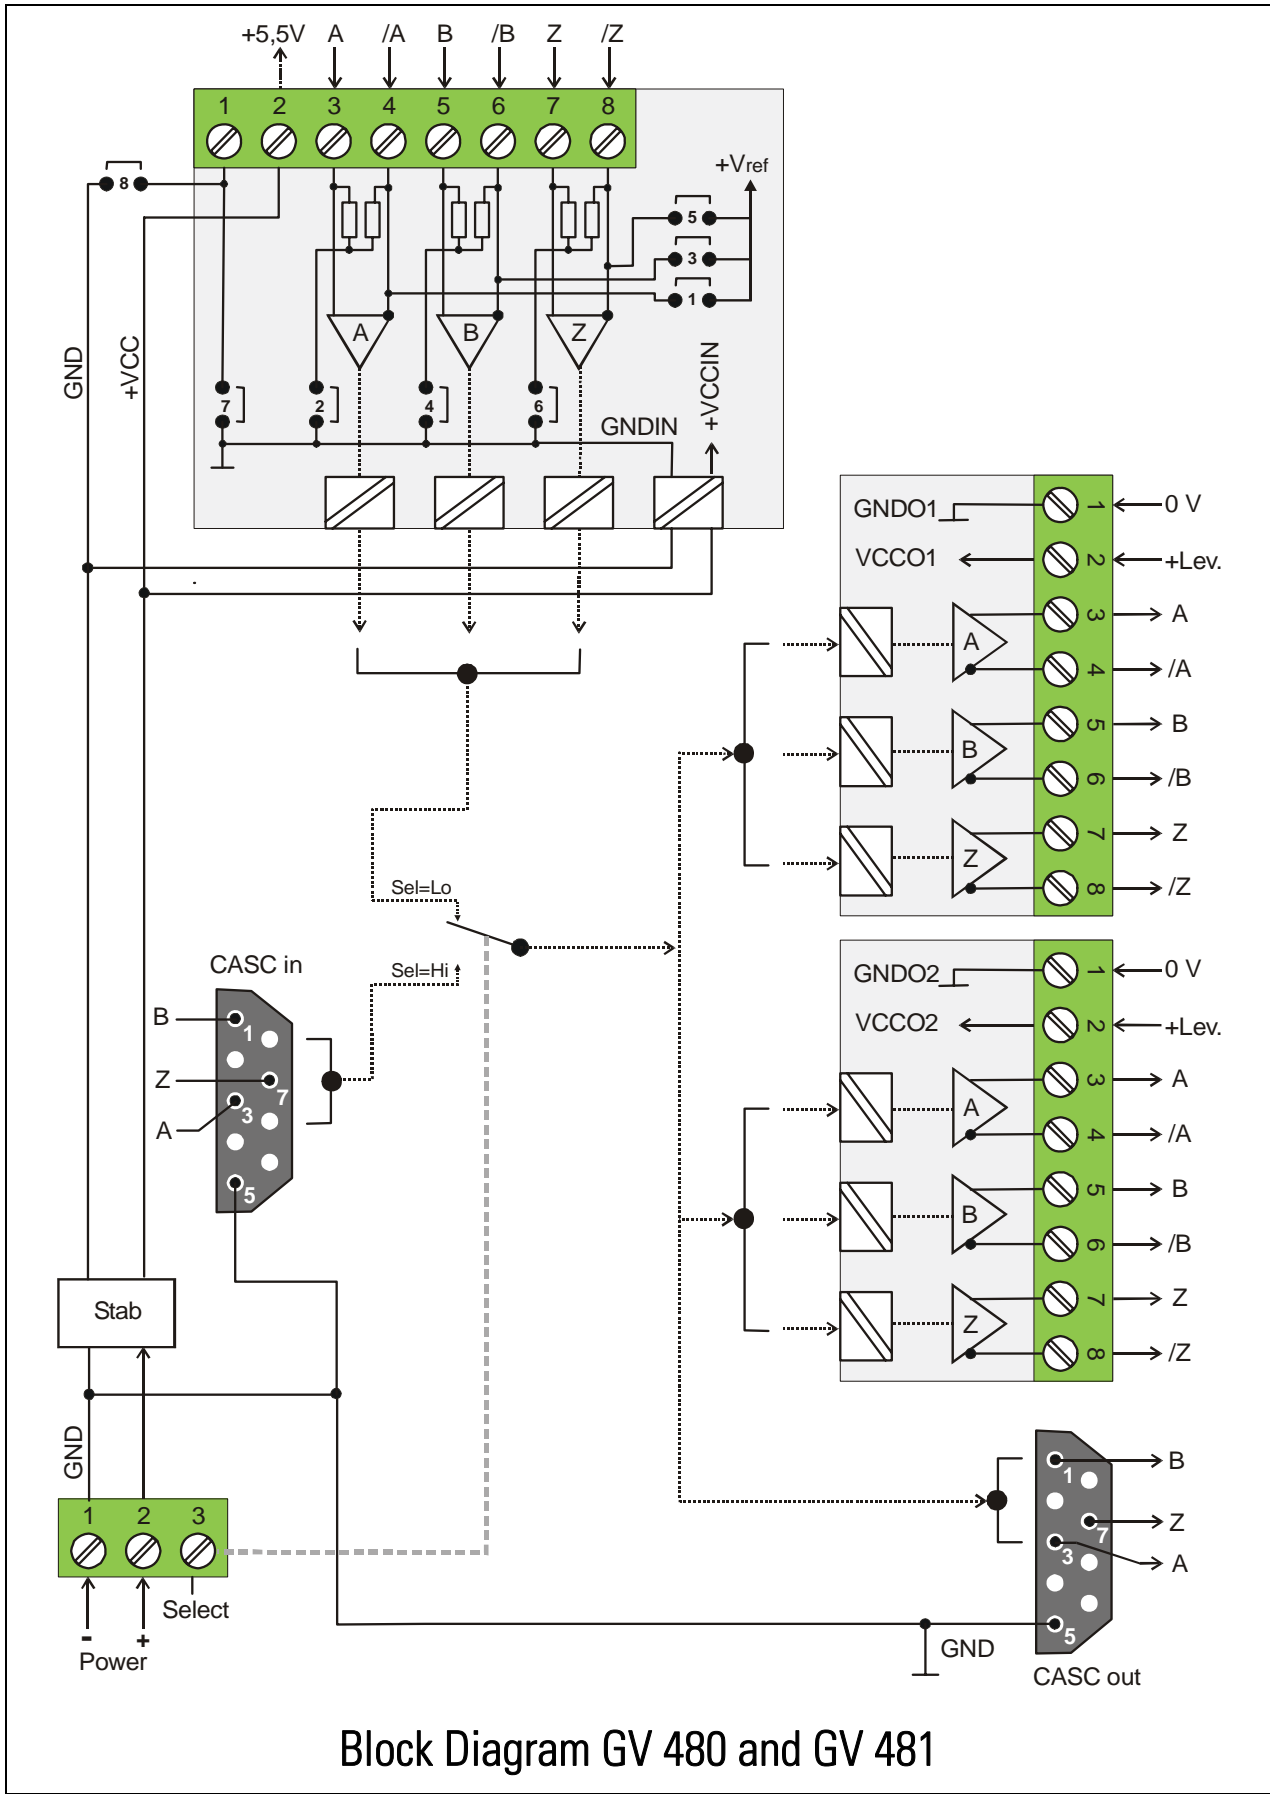 +5,5V A /A B /B Z /Z
1 2 3 4 5 6 7 8
+Vref
8
5
3
1
A B Z
GND
+VCC
+VCCIN
7 2 4 6
GNDIN
GNDO1
1
0 V
VCCO1
2
+Lev.
A
3
A
4
/A
B
5
B
6
/B
Z
7
Z
8
/Z
Sel=Lo
Sel=Hi
CASC in
B
1
Z
7
A
3
5
GNDO2
1
0 V
VCCO2
2
+Lev.
A
3
A
4
/A
B
5
B
6
/B
Z
7
Z
8
/Z
Stab
GND
1 2 3
Select
- +
Power
1
B
7
Z
3
A
5
GND
CASC out
Block Diagram GV 480 and GV 481